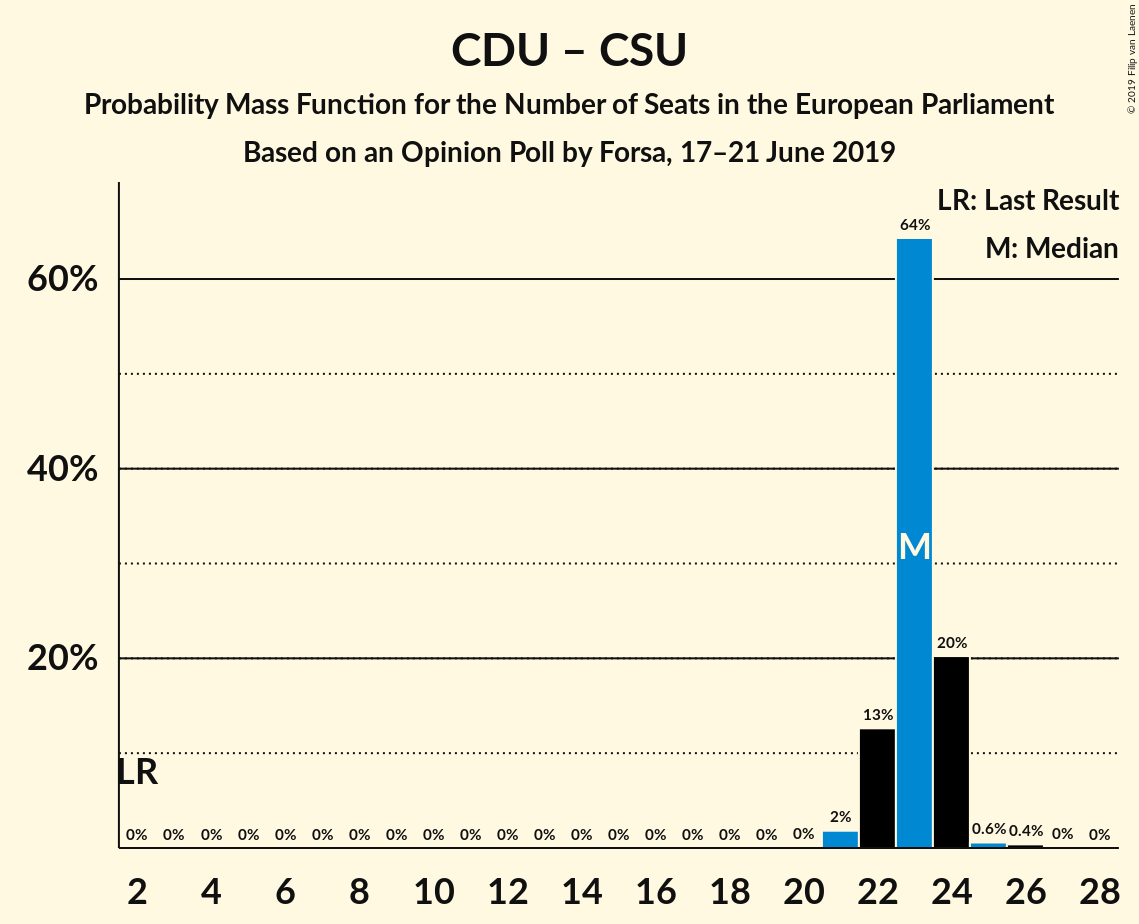 CDU – CSU
Probability Mass Function for the Number of Seats in the European Parliament
Based on an Opinion Poll by Forsa, 17–21 June 2019
© 2019 Filip van Laenen
LR: Last Result
M: Median
64%
60%
40%
M
20%
20%
13%
LR
0% 0% 0% 0% 0% 0% 0% 0% 0% 0% 0% 0% 0% 0% 0% 0% 0% 0% 0% 2% 0.6% 0.4% 0% 0%
2 4 6 8 10 12 14 16 18 20 22 24 26 28